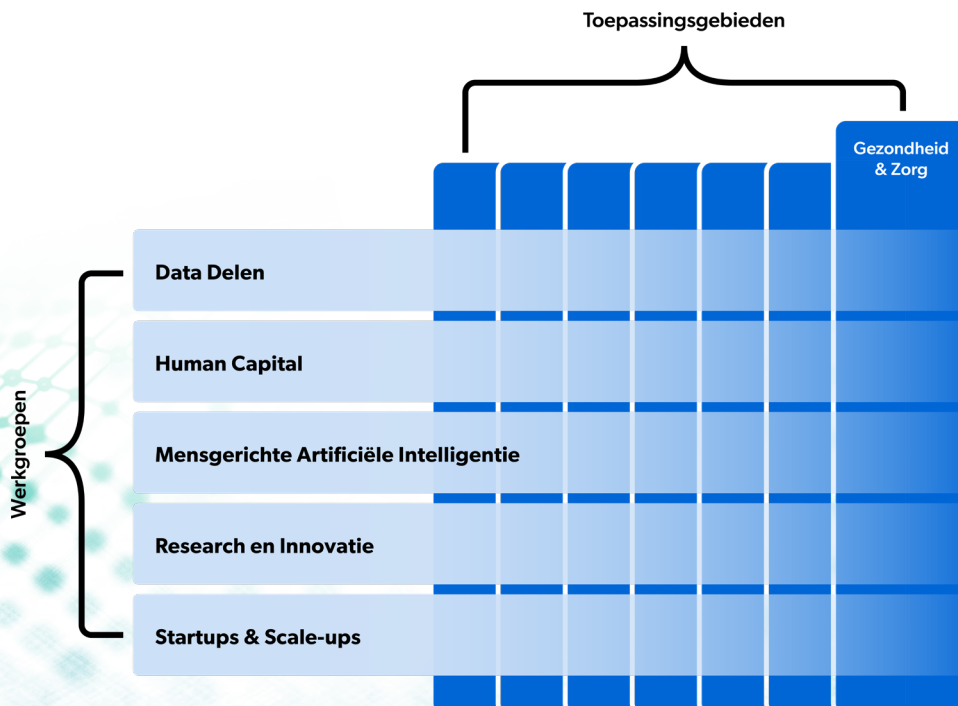 Toepassingsgebieden
Gezondheid
& Zorg
Werkgroepen
Data Delen
Human Capital
Mensgerichte Artificiële Intelligentie
Research en Innovatie
Startups & Scale-ups